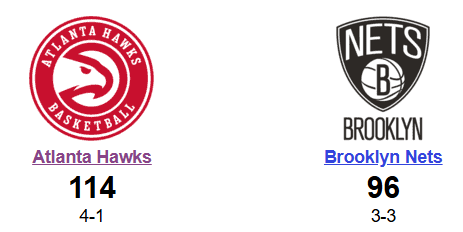 ATLANTA HAWKS
BASKETBALL
NETS
B
BROOKLYN
Atlanta Hawks
Brooklyn Nets
114
96
4-1
3-3